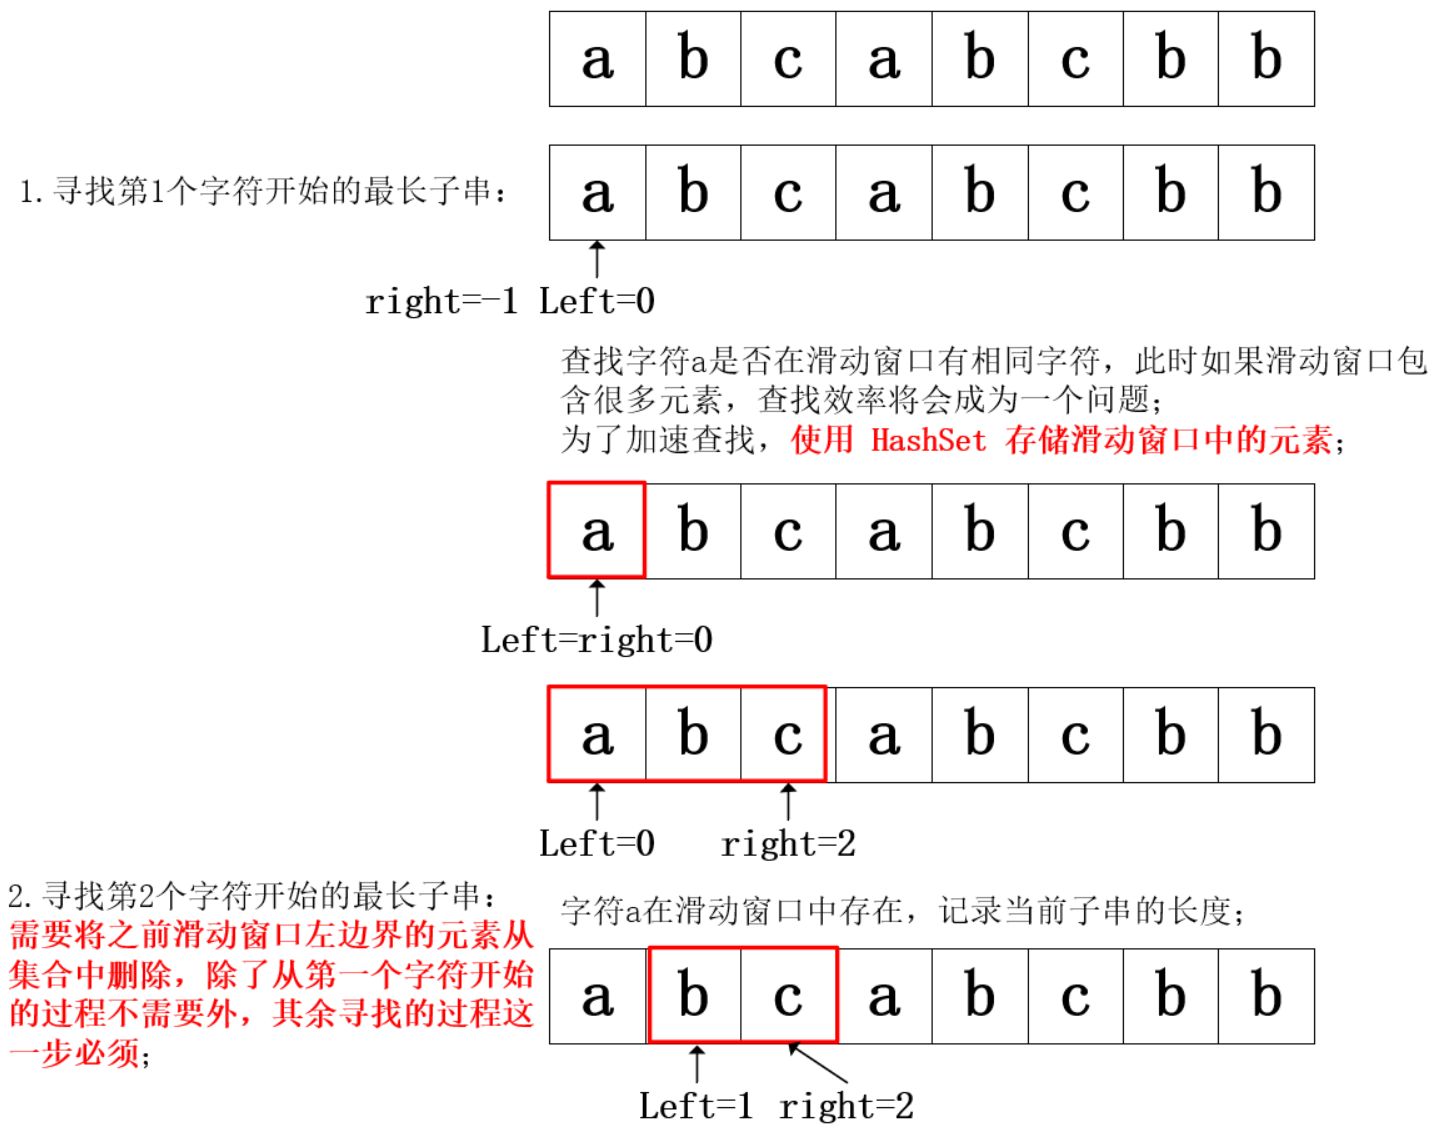 a b c a b c b b
1.寻找第1个字符开始的最长子串：
a b c a b c b b
right=-1 Left=0
查找字符a是否在滑动窗口有相同字符，此时如果滑动窗口包
含很多元素，查找效率将会成为一个问题；
为了加速查找，使用 HashSet 存储滑动窗口中的元素；
a b c a b c b b
Left=right=0
a b c a b c b b
Left=0 right=2
2.寻找第2个字符开始的最长子串：
需要将之前滑动窗口左边界的元素从
集合中删除，除了从第一个字符开始
的过程不需要外，其余寻找的过程这
一步必须；
字符a在滑动窗口中存在，记录当前子串的长度；
a b c a b c b b
Left=1 right=2